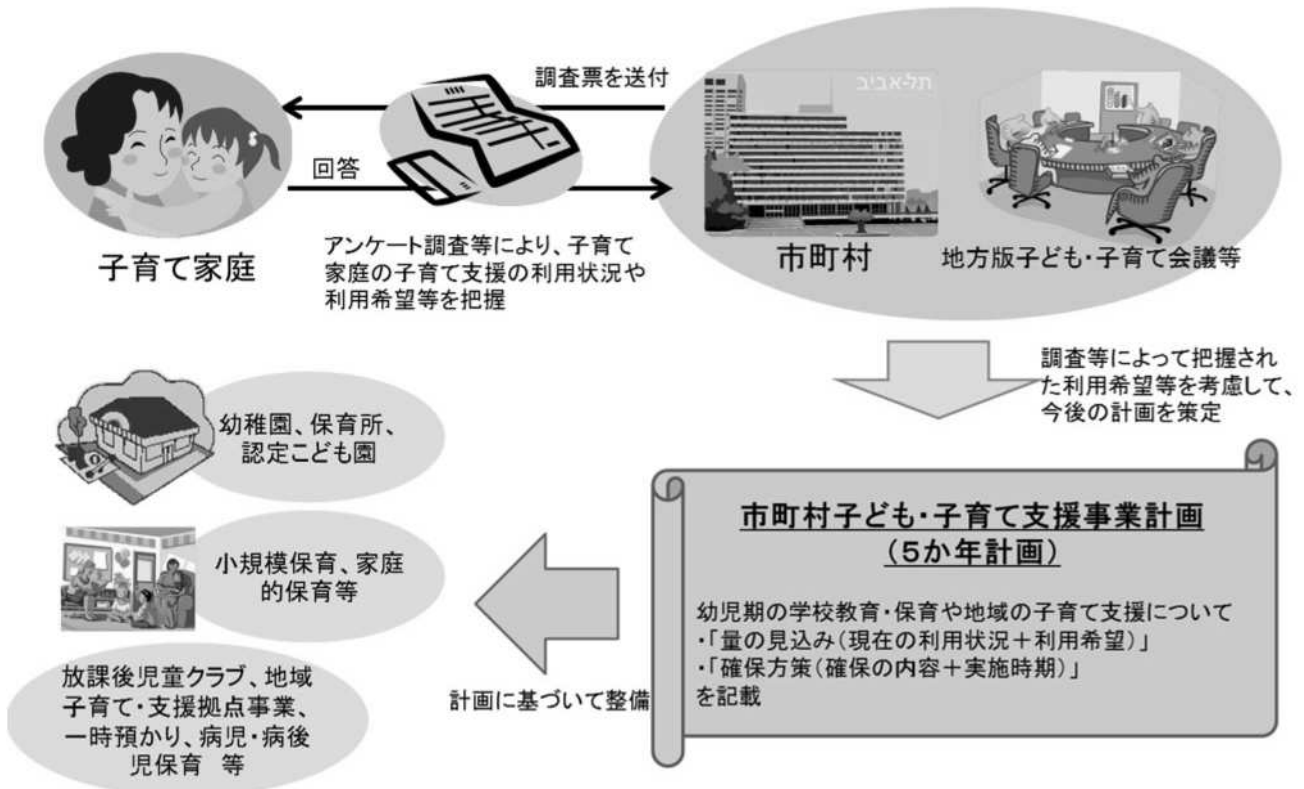 調査票を送付
回答
תל-אביב
子育て家庭
アンケート調査等により、子育て
家庭の子育て支援の利用状況や
利用希望等を把握
市町村
地方版子ども・子育て会議等
調査等によって把握され
た利用希望等を考慮して、
今後の計画を策定
幼稚園、保育所、
認定こども園
小規模保育、家庭
的保育等
放課後児童クラブ、地域
子育て・支援拠点事業、
一時預かり、病児・病後
児保育 等
計画に基づいて整備
市町村子ども・子育て支援事業計画
(5か年計画)
幼児期の学校教育・保育や地域の子育て支援について
・「量の見込み(現在の利用状況+利用希望)」
・「確保方策(確保の内容+実施時期)」
を記載